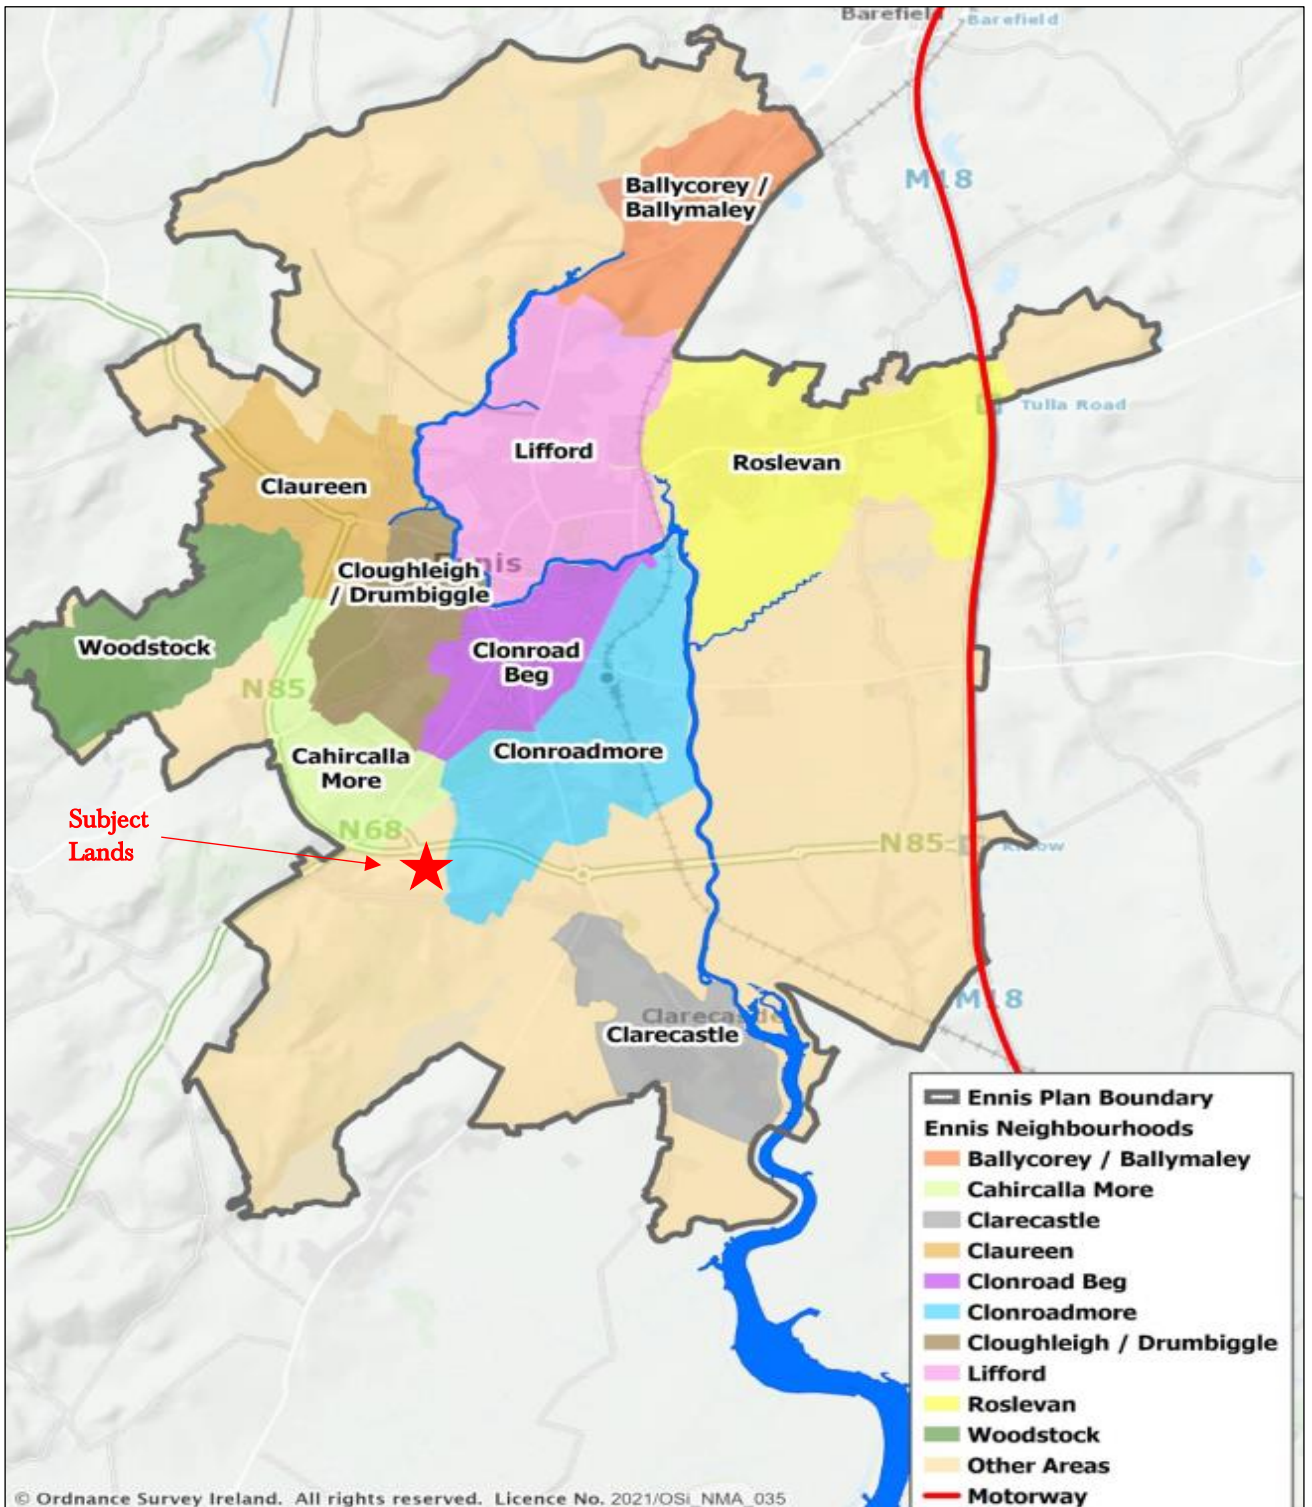 Barefield
Barefield
M18
Ballycorey /
Ballymaley
Tulla Road
Lifford
Roslevan
Claureen
Ennis
Cloughleigh
/ Drumbiggle
Woodstock
Clonroad
Beg
N85
Cahircalla
More
Clonroadmore
Subject
Lands
N68
N85
M18
Clarecastle
Clarecastle
Ennis Plan Boundary
Ennis Neighbourhoods
Ballycorey / Ballymaley
Cahircalla More
Clarecastle
Claureen
Clonroad Beg
Clonroadmore
Cloughleigh / Drumbiggle
Lifford
Roslevan
Woodstock
Other Areas
Motorway
© Ordnance Survey Ireland. All rights reserved. Licence No. 2021/OSi_NMA_035